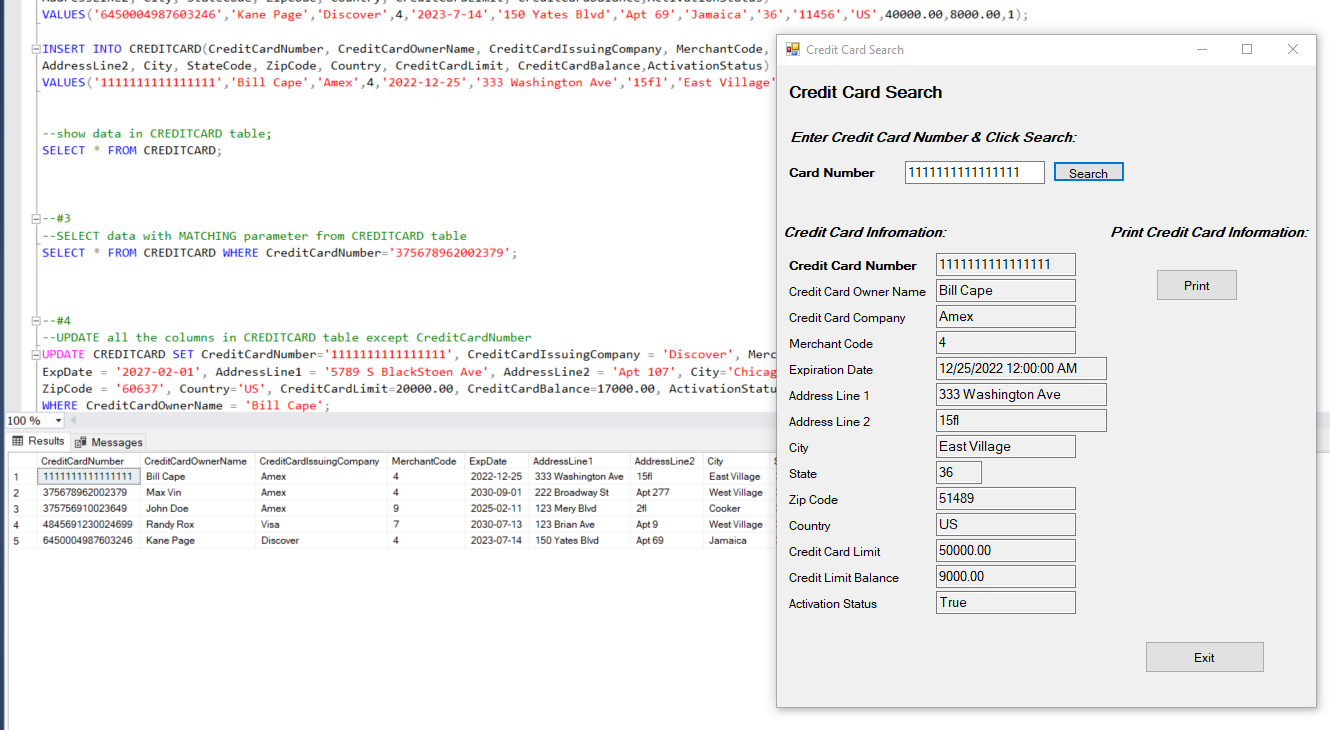 AddressLine2, City, StateCode, ZipCode, Country, CreditCardLimit, CreditCardBalance,ActivationStatus)
VALUES('6450004987603246','Kane Page','Discover',4,'2023-7-14','150 Yates Blvd','Apt 69','Jamaica','36','11456','US',40000.00,8000.00,1);
INSERT INTO CREDITCARD(CreditCardNumber, CreditCardOwnerName, CreditCardIssuingCompany, MerchantCode,
AddressLine2, City, StateCode, ZipCode, Country, CreditCardLimit, CreditCardBalance,ActivationStatus)
VALUES('1111111111111111','Bill Cape','Amex',4,'2022-12-25','333 Washington Ave','15fl','East Village'
--show data in CREDITCARD table;
SELECT * FROM CREDITCARD;
--#3
--SELECT data with MATCHING parameter from CREDITCARD table
SELECT * FROM CREDITCARD WHERE CreditCardNumber='375678962002379';
--#4
--UPDATE all the columns in CREDITCARD table except CreditCardNumber
UPDATE CREDITCARD SET CreditCardNumber='1111111111111111', CreditCardIssuingCompany = 'Discover', Merc
ExpDate = '2027-02-01', AddressLine1 = '5789 S BlackStoen Ave', AddressLine2 = 'Apt 107', City='Chicag
ZipCode = '60637', Country='US', CreditCardLimit=20000.00, CreditCardBalance=17000.00, ActivationStatu
WHERE CreditCardOwnerName = 'Bill Cape';
100 %
Results Messages
CreditCardNumber CreditCardOwnerName CreditCardIssuingCompany MerchantCode ExpDate AddressLine1 AddressLine2 City
1 1111111111111111 Bill Cape Amex 4 2022-12-25 333 Washington Ave 15fl East Village
2 375678962002379 Max Vin Amex 4 2030-09-01 222 Broadway St Apt 277 West Village
3 375756910023649 John Doe Amex 9 2025-02-11 123 Mery Blvd 2fl Cooker
4 4845691230024699 Randy Rox Visa 7 2030-07-13 123 Brian Ave Apt 9 West Village
5 6450004987603246 Kane Page Discover 4 2023-07-14 150 Yates Blvd Apt 69 Jamaica
Credit Card Search
Credit Card Search
Enter Credit Card Number & Click Search:
Card Number 1111111111111111 Search
Credit Card Infromation: Print Credit Card Information:
Credit Card Number 1111111111111111
Print
Credit Card Owner Name Bill Cape
Credit Card Company Amex
Merchant Code 4
Expiration Date 12/25/2022 12:00:00 AM
Address Line 1 333 Washington Ave
Address Line 2 15fl
City East Village
State 36
Zip Code 51489
Country US
Credit Card Limit 50000.00
Credit Limit Balance 9000.00
Activation Status True
Exit